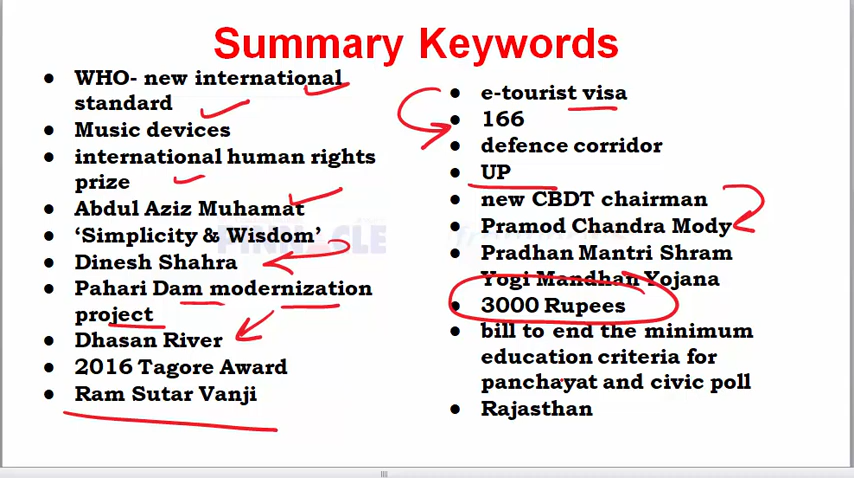 Summary Keywords
● WHO- new international
standard
● Music devices
● international human rights
prize
● Abdul Aziz Muhamat
● ‘Simplicity & Wisdom’
● Dinesh Shahra
● Pahari Dam modernization
project
● Dhasan River
● 2016 Tagore Award
● Ram Sutar Vanji
● e-tourist visa
● 166
● defence corridor
● UP
● new CBDT chairman
● Pramod Chandra Mody
● Pradhan Mantri Shram
Yogi Mandhan Yojana
● 3000 Rupees
● bill to end the minimum
education criteria for
panchayat and civic poll
● Rajasthan
PINNACLE